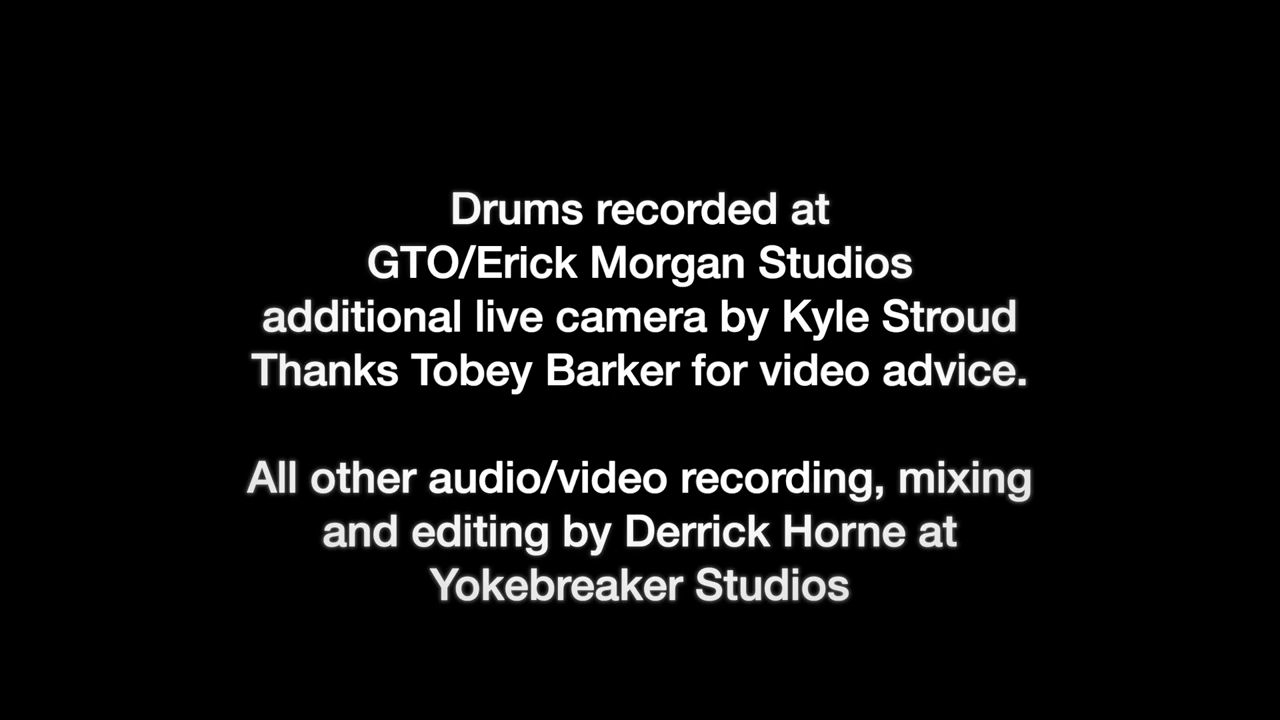 Drums recorded at
GTO/Erick Morgan Studios
additional live camera by Kyle Stroud
Thanks Tobey Barker for video advice.
All other audio/video recording, mixing
and editing by Derrick Horne at
Yokebreaker Studios